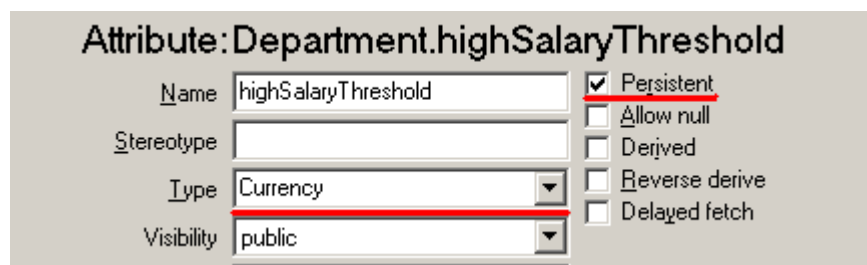 Attribute:Department.highSalaryThreshold
Name highSalaryThreshold
Persistent
Allow null
Stereotype
Derived
Type Currency
Reverse derive
Delayed fetch
Visibility public